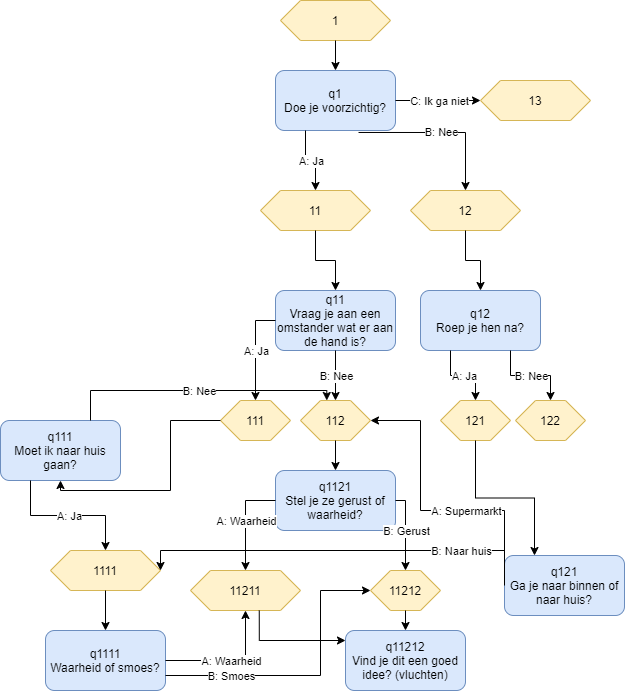 1
q1
Doe je voorzichtig?
C: Ik ga niet
13
B: Nee
A: Ja
11
12
q11
Vraag je aan een
omstander wat er aan
de hand is?
q12
Roep je hen na?
A: Ja
B: Nee
A: Ja
B: Nee
B: Nee
111
112
121
122
q111
Moet ik naar huis
gaan?
q1121
Stel je ze gerust of
waarheid?
A: Ja
A: Waarheid
B: Gerust
A: Supermarkt
B: Naar huis
1111
11211
11212
q121
Ga je naar binnen of
naar huis?
q1111
Waarheid of smoes?
A: Waarheid
B: Smoes
q11212
Vind je dit een goed
idee? (vluchten)